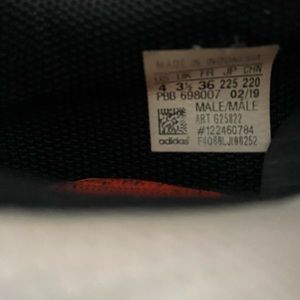 MADE IN INDONESIA
US UK FR JP CHN
4 3½ 36 225 220
PBB 698007 02/19
MALE/MALE
ART G25822
#122460784
adidas